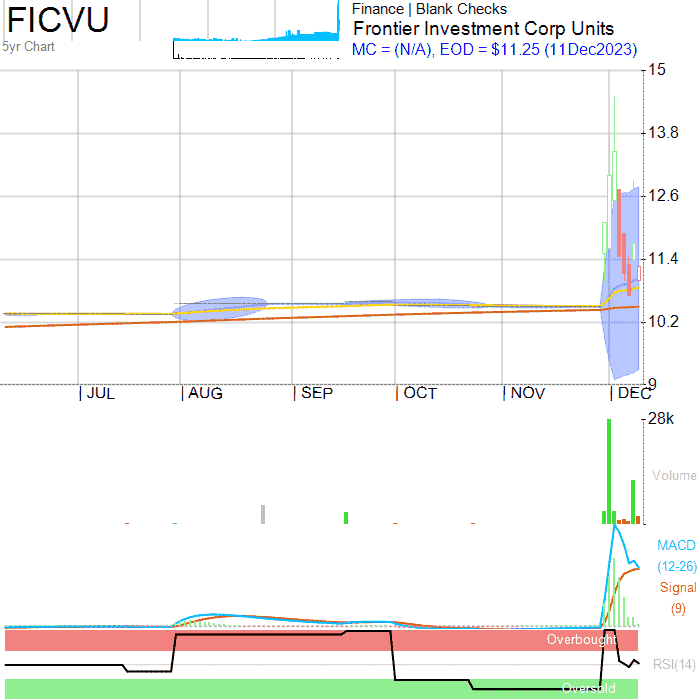 FICVU
5yr Chart
Finance | Blank Checks
Frontier Investment Corp Units
MC = (N/A), EOD = $11.25 (11Dec2023)
15
13.8
12.6
11.4
10.2
9
| JUL | AUG | SEP | OCT | NOV | DEC
28k
Volume
MACD
(12-26)
Signal
(9)
Overbought
RSI(14)
Oversold